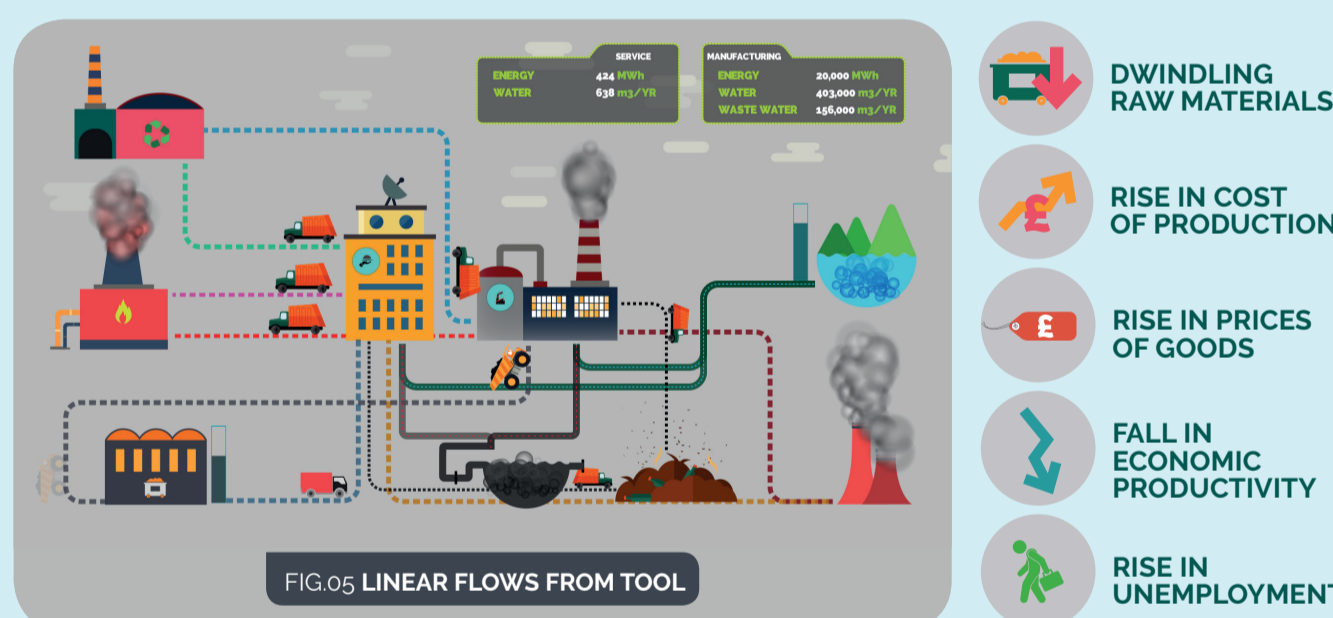 SERVICE
ENERGY 424 MWh
WATER 638 m3/YR
MANUFACTURING
ENERGY 20,000 MWh
WATER 403,000 m3/YR
WASTE WATER 156,000 m3/YR
FIG.05 LINEAR FLOWS FROM TOOL
DWINDLING
RAW MATERIALS
£
RISE IN COST
OF PRODUCTION
£
RISE IN PRICES
OF GOODS
FALL IN
ECONOMIC
PRODUCTIVITY
RISE IN
UNEMPLOYMENT